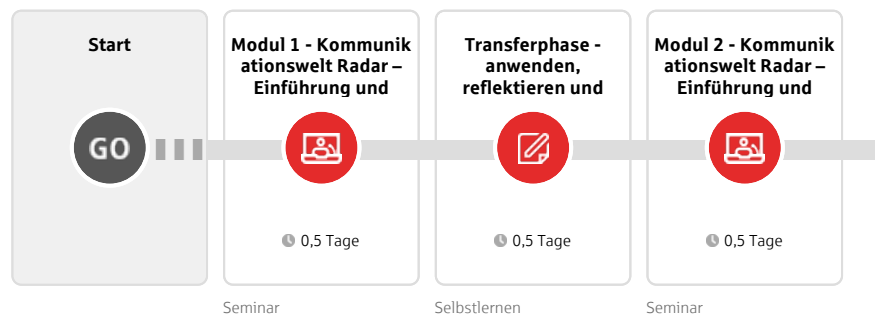 Start
GO
Modul 1 - Kommunik
ationswelt Radar –
Einführung und
0,5 Tage
Seminar
Transferphase -
anwenden,
reflektieren und
0,5 Tage
Selbstlernen
Modul 2 - Kommunik
ationswelt Radar –
Einführung und
0,5 Tage
Seminar